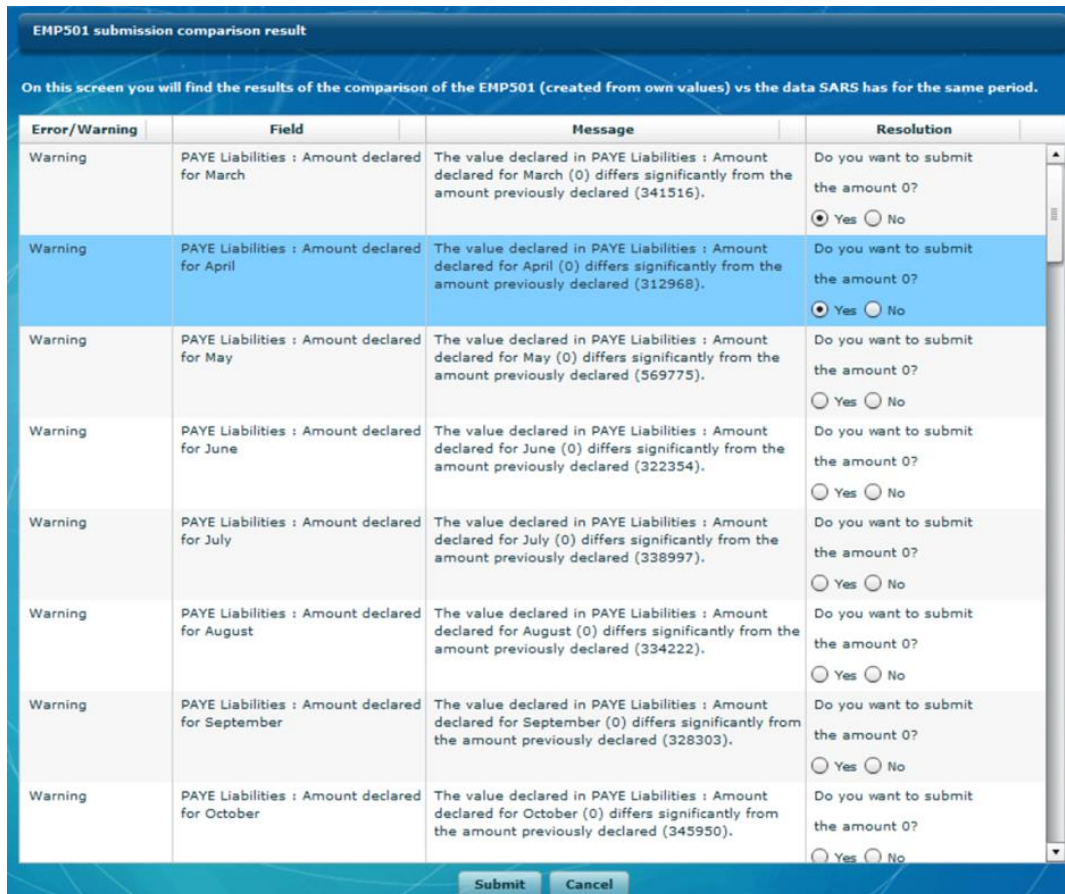 EMP501 submission comparison result
On this screen you will find the results of the comparison of the EMP501 (created from own values) vs the data SARS has for the same period.
Error/Warning Field Message Resolution
Warning
PAYE Liabilities : Amount declared
for March
The value declared in PAYE Liabilities : Amount
declared for March (0) differs significantly from the
amount previously declared (341516).
Do you want to submit
the amount 0?
Yes No
Warning
PAYE Liabilities : Amount declared
for April
The value declared in PAYE Liabilities : Amount
declared for April (0) differs significantly from the
amount previously declared (312968).
Do you want to submit
the amount 0?
Yes No
Warning
PAYE Liabilities : Amount declared
for May
The value declared in PAYE Liabilities : Amount
declared for May (0) differs significantly from the
amount previously declared (569775).
Do you want to submit
the amount 0?
Yes No
Warning
PAYE Liabilities : Amount declared
for June
The value declared in PAYE Liabilities : Amount
declared for June (0) differs significantly from the
amount previously declared (322354).
Do you want to submit
the amount 0?
Yes No
Warning
PAYE Liabilities : Amount declared
for July
The value declared in PAYE Liabilities : Amount
declared for July (0) differs significantly from the
amount previously declared (338997).
Do you want to submit
the amount 0?
Yes No
Warning
PAYE Liabilities : Amount declared
for August
The value declared in PAYE Liabilities : Amount
declared for August (0) differs significantly from the
amount previously declared (334222).
Do you want to submit
the amount 0?
Yes No
Warning
PAYE Liabilities : Amount declared
for September
The value declared in PAYE Liabilities : Amount
declared for September (0) differs significantly from
the amount previously declared (328303).
Do you want to submit
the amount 0?
Yes No
Warning
PAYE Liabilities : Amount declared
for October
The value declared in PAYE Liabilities : Amount
declared for October (0) differs significantly from
the amount previously declared (345950).
Do you want to submit
the amount 0?
Yes No
Submit Cancel